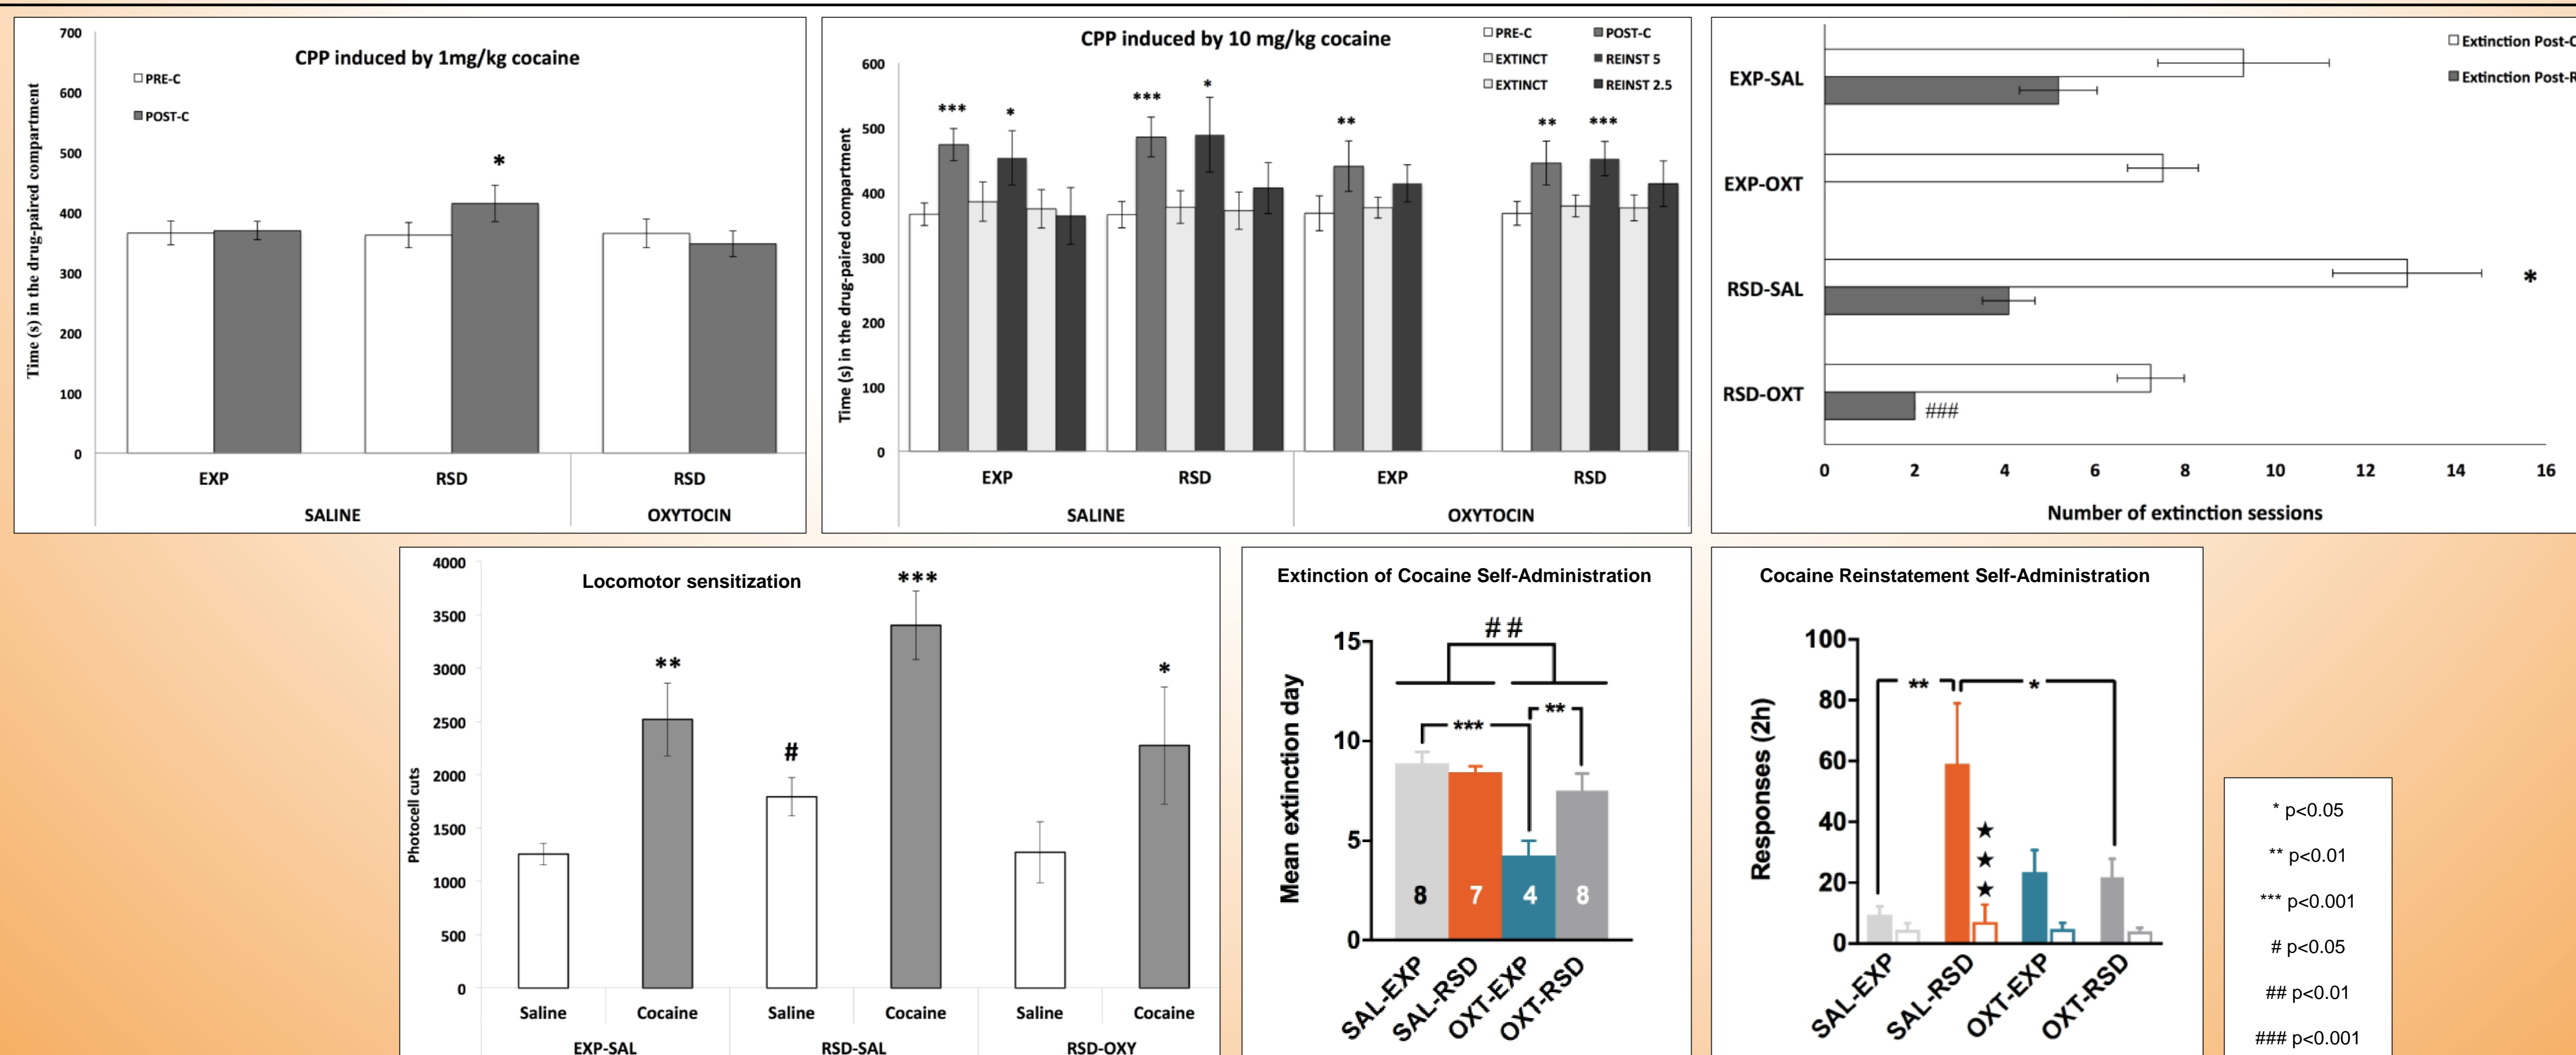 CPP induced by 1mg/kg cocaine
PRE-C
POST-C
Time (s) in the drug-paired compartment
700
600
500
400
300
200
100
0
*
EXP
RSD
RSD
SALINE
OXYTOCIN
CPP induced by 10 mg/kg cocaine
PRE-C
POST-C
EXTINCT
REINST 5
EXTINCT
REINST 2.5
Time (s) in the drug-paired compartment
600
500
400
300
200
100
0
***
*
***
*
**
**
***
EXP
RSD
EXP
RSD
SALINE
OXYTOCIN
Extinction Post-C
Extinction Post-R
EXP-SAL
EXP-OXT
RSD-SAL
*
RSD-OXT
###
0 2 4 6 8 10 12 14 16
Number of extinction sessions
Locomotor sensitization
Photocell cuts
4000
3500
3000
2500
2000
1500
1000
500
0
**
#
***
*
Saline
Cocaine
Saline
Cocaine
Saline
Cocaine
EXP-SAL
RSD-SAL
RSD-OXY
Extinction of Cocaine Self-Administration
Mean extinction day
15
10
5
0
##
***
**
8
7
4
8
SAL-EXP
SAL-RSD
OXT-EXP
OXT-RSD
Cocaine Reinstatement Self-Administration
Responses (2h)
100
80
60
40
20
0
**
*
★
★
★
SAL-EXP
SAL-RSD
OXT-EXP
OXT-RSD
* p<0.05
** p<0.01
*** p<0.001
# p<0.05
## p<0.01
### p<0.001